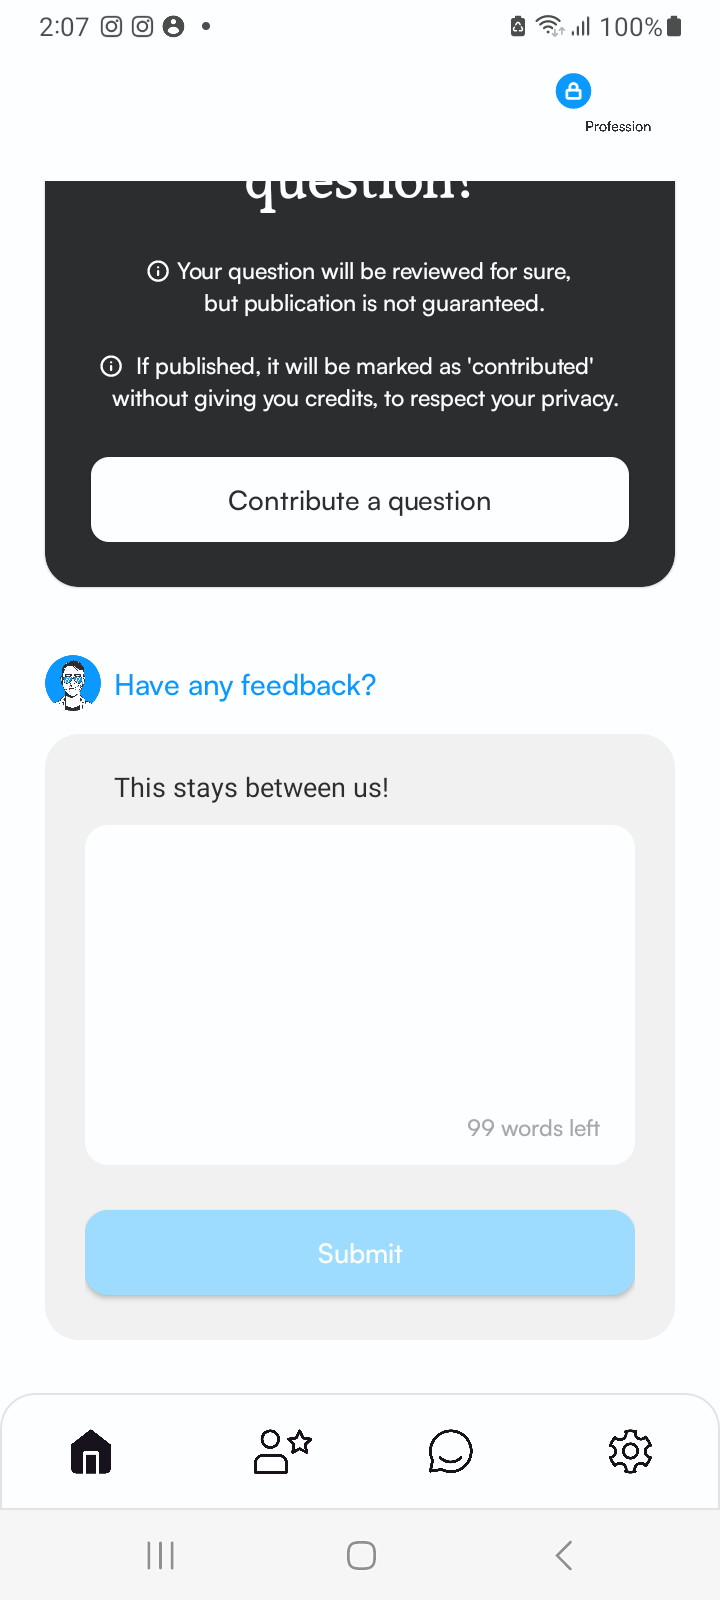 2:07
100%
Profession
question?
Your question will be reviewed for sure,
but publication is not guaranteed.
If published, it will be marked as 'contributed'
without giving you credits, to respect your privacy.
Contribute a question
Have any feedback?
This stays between us!
99 words left
Submit